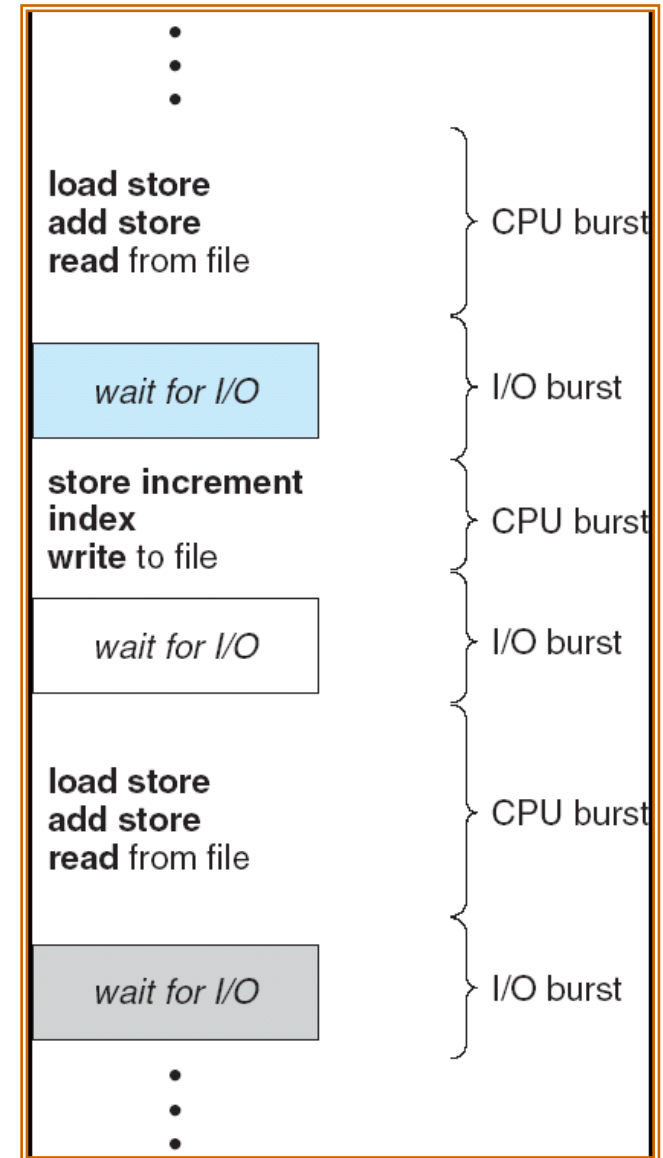 load store
add store
read from file
CPU burst
wait for I/O
I/O burst
store increment
index
write to file
CPU burst
wait for I/O
I/O burst
load store
add store
read from file
CPU burst
wait for I/O
I/O burst